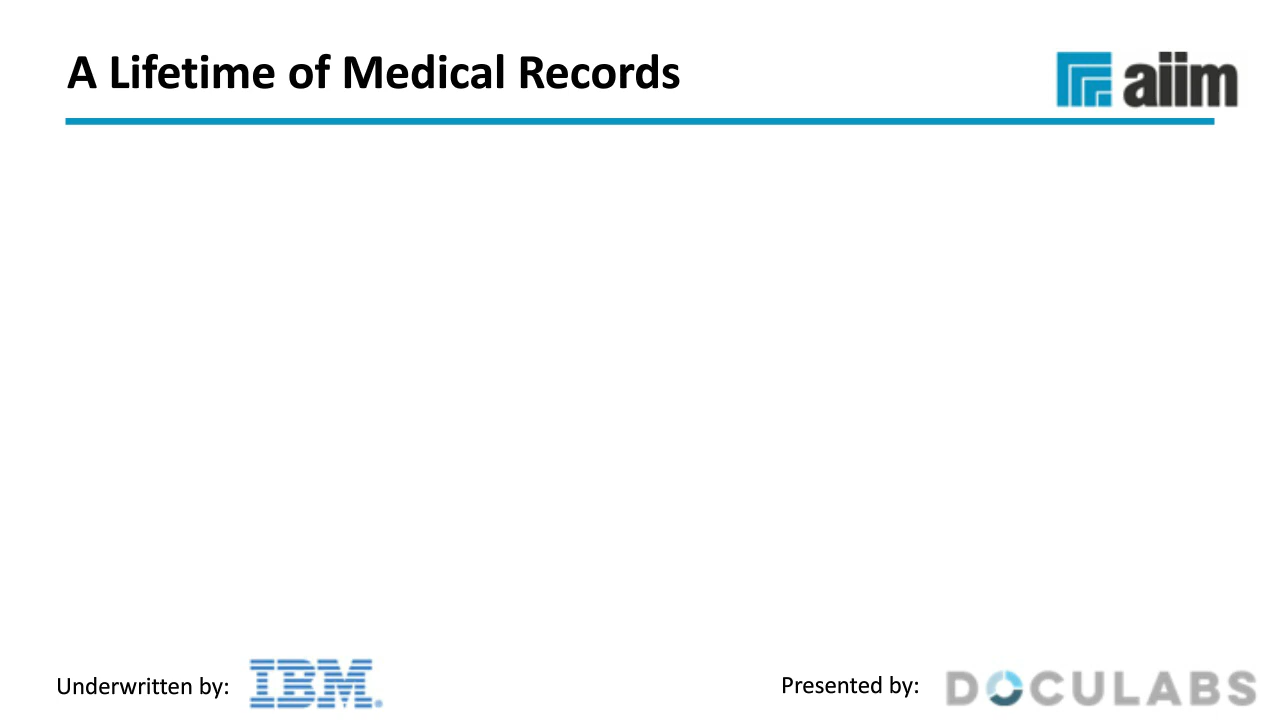 A Lifetime of Medical Records
aiim
Underwritten by:
IBM.
Presented by:
DOCULABS